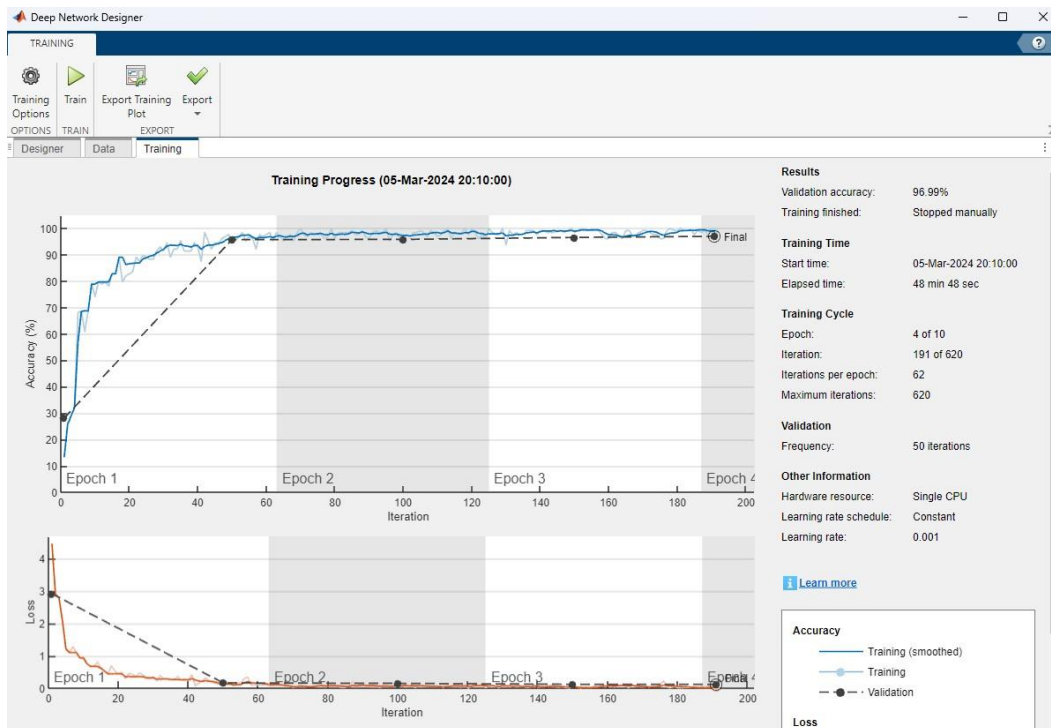 Deep Network Designer
TRAINING
Training Options
Train
Export Training Plot
Export
OPTIONS
TRAIN
EXPORT
Designer
Data
Training
Training Progress (05-Mar-2024 20:10:00)
Accuracy (%)
100
90
80
70
60
50
40
30
20
10
0
Final
Epoch 1
Epoch 2
Epoch 3
Epoch 4
0 20 40 60 80 100 120 140 160 180 200
Iteration
Loss
4
3
2
1
0
Epoch 1
Epoch 2
Epoch 3
Epoch 4
Final
0 20 40 60 80 100 120 140 160 180 200
Iteration
Results
Validation accuracy: 96.99%
Training finished: Stopped manually
Training Time
Start time: 05-Mar-2024 20:10:00
Elapsed time: 48 min 48 sec
Training Cycle
Epoch: 4 of 10
Iteration: 191 of 620
Iterations per epoch: 62
Maximum iterations: 620
Validation
Frequency: 50 iterations
Other Information
Hardware resource: Single CPU
Learning rate schedule: Constant
Learning rate: 0.001
Learn more
Accuracy
Training (smoothed)
Training
Validation
Loss